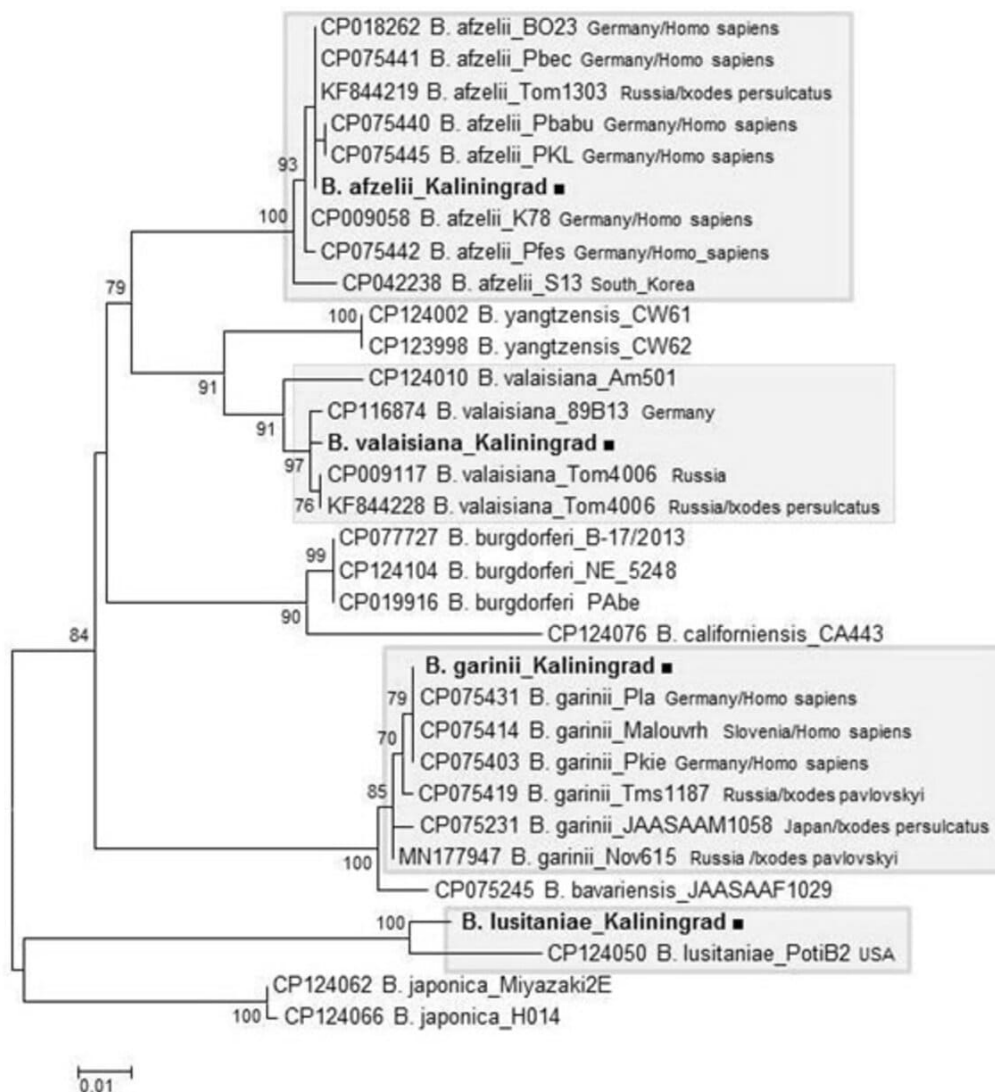 CP018262 B. afzelii_BO23 Germany/Homo sapiens
CP075441 B. afzelii_Pbec Germany/Homo sapiens
KF844219 B. afzelii_Tom1303 Russia/Ixodes persulcatus
CP075440 B. afzelii_Pbabu Germany/Homo sapiens
CP075445 B. afzelii_PKL Germany/Homo sapiens
93
B. afzelii_Kaliningrad ■
100
CP009058 B. afzelii_K78 Germany/Homo sapiens
CP075442 B. afzelii_Pfes Germany/Homo_sapiens
CP042238 B. afzelii_S13 South_Korea
79
100
CP124002 B. yangtzensis_CW61
CP123998 B. yangtzensis_CW62
91
CP124010 B. valaisiana_Am501
CP116874 B. valaisiana_89B13 Germany
91
B. valaisiana_Kaliningrad ■
97
CP009117 B. valaisiana_Tom4006 Russia
76
KF844228 B. valaisiana_Tom4006 Russia/Ixodes persulcatus
CP077727 B. burgdorferi_B-17/2013
99
CP124104 B. burgdorferi_NE_5248
CP019916 B. burgdorferi PAbe
90
84
CP124076 B. californiensis_CA443
B. garinii_Kaliningrad ■
79
CP075431 B. garinii_Pla Germany/Homo sapiens
CP075414 B. garinii_Malouvrh Slovenia/Homo sapiens
70
CP075403 B. garinii_Pkie Germany/Homo sapiens
85
CP075419 B. garinii_Tms1187 Russia/Ixodes pavlovskyi
CP075231 B. garinii_JAASAAM1058 Japan/Ixodes persulcatus
100
MN177947 B. garinii_Nov615 Russia /Ixodes pavlovskyi
CP075245 B. bavariensis_JAASAAF1029
100
B. lusitaniae_Kaliningrad ■
CP124050 B. lusitaniae_PotiB2 USA
CP124062 B. japonica_Miyazaki2E
100
CP124066 B. japonica_H014
0.01